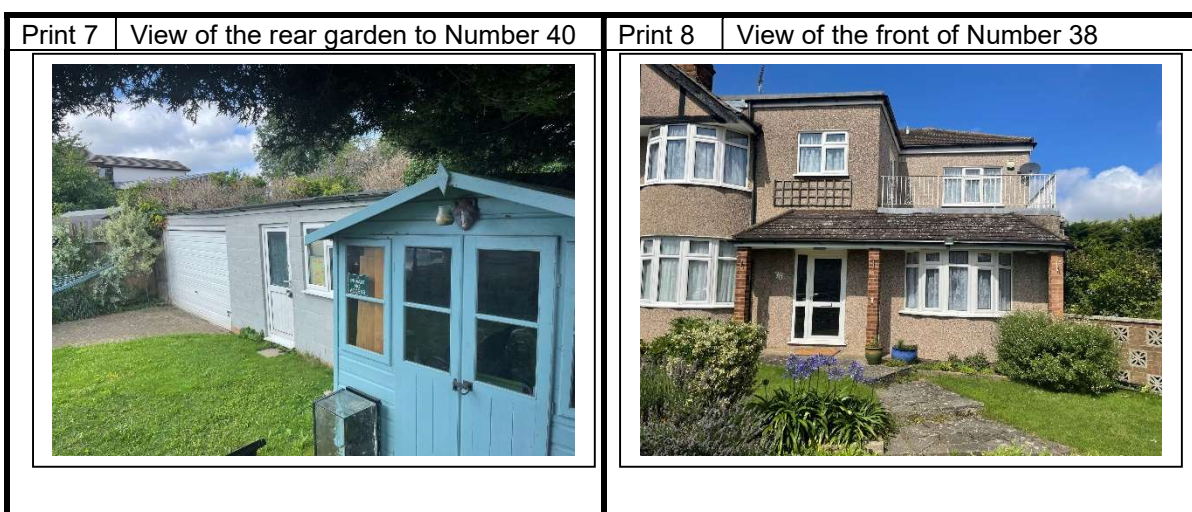 Print 7 View of the rear garden to Number 40
Print 8 View of the front of Number 38